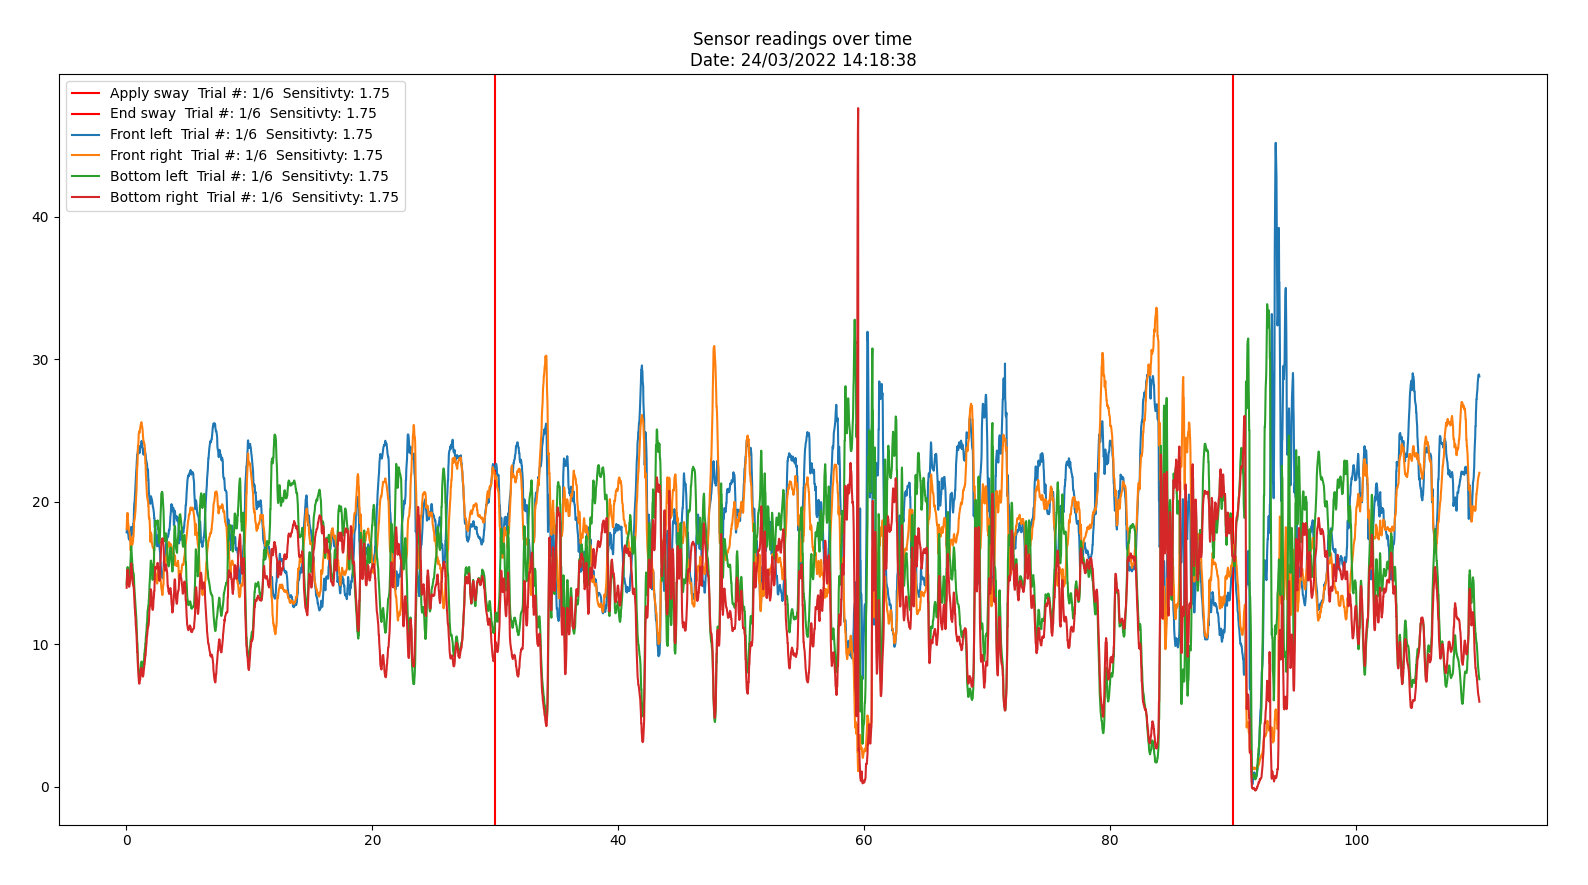 Sensor readings over time
Date: 24/03/2022 14:18:38
Apply sway  Trial #: 1/6  Sensitivty: 1.75
End sway  Trial #: 1/6  Sensitivty: 1.75
Front left  Trial #: 1/6  Sensitivty: 1.75
Front right  Trial #: 1/6  Sensitivty: 1.75
Bottom left  Trial #: 1/6  Sensitivty: 1.75
Bottom right  Trial #: 1/6  Sensitivty: 1.75
40
30
20
10
0
0 20 40 60 80 100